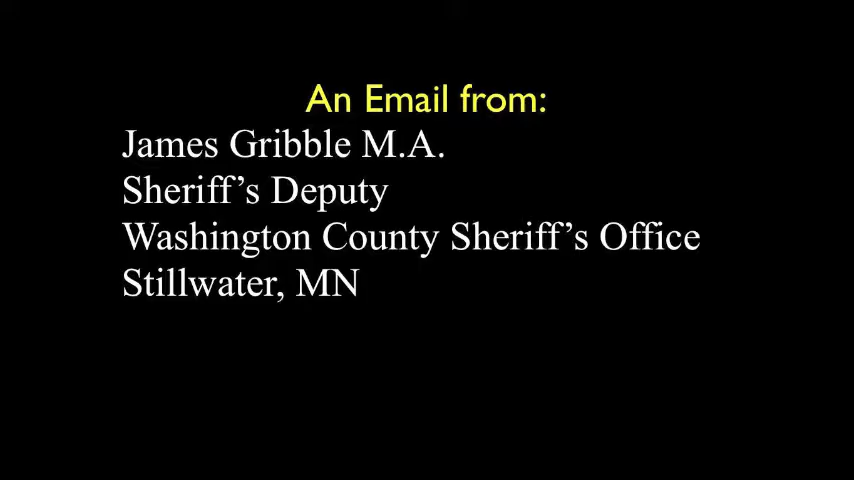 An Email from:
James Gribble M.A.
Sheriff’s Deputy
Washington County Sheriff’s Office
Stillwater, MN